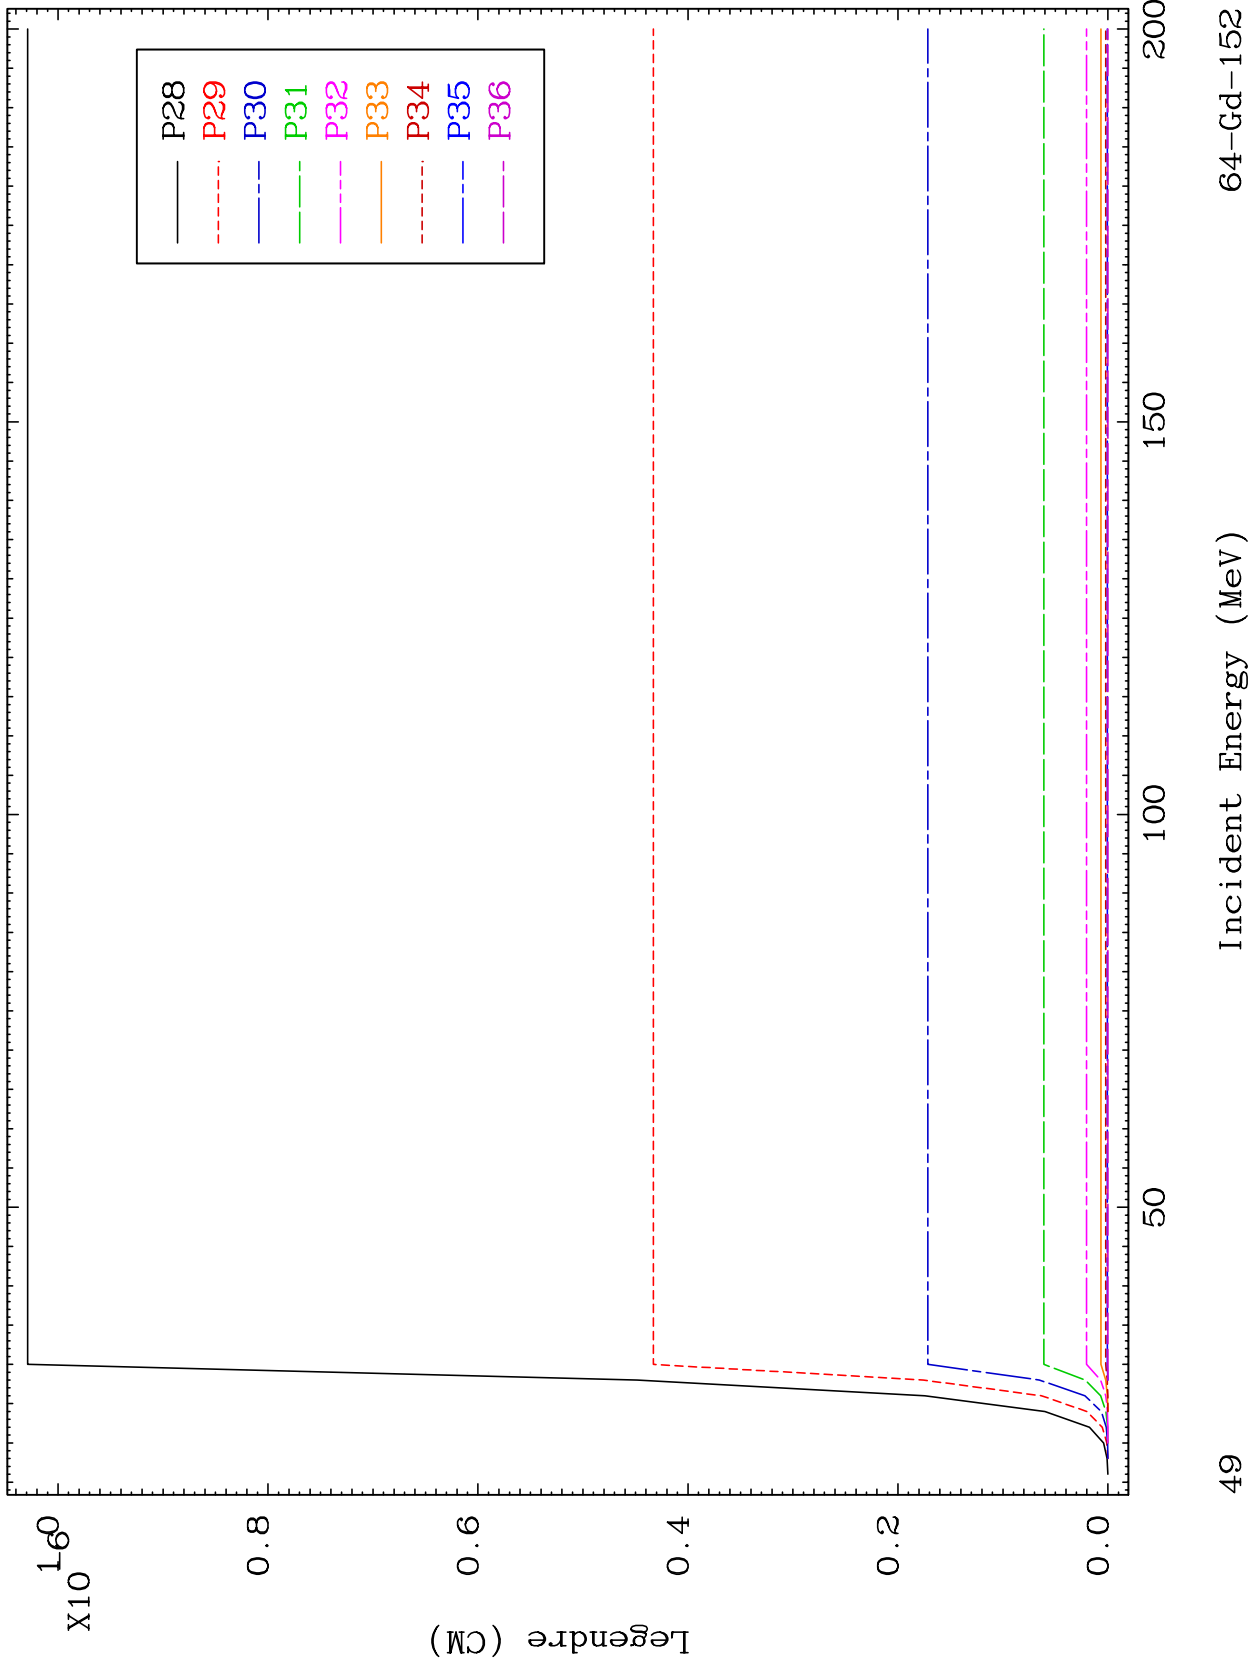 X10
-6
Legendre (CM)
1.0
0.8
0.6
0.4
0.2
0.0
P28
P29
P30
P31
P32
P33
P34
P35
P36
50
100
150
200
49
Incident Energy (MeV)
64-Gd-152